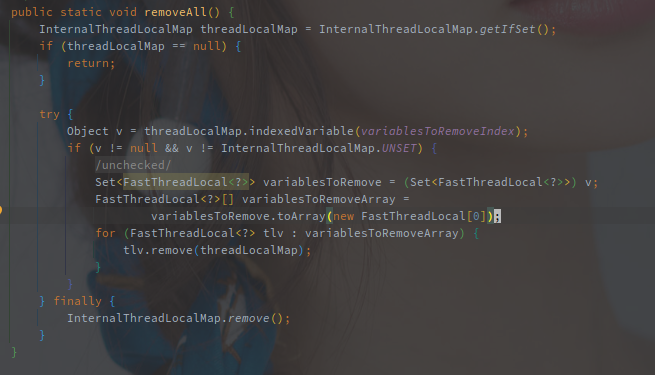 public static void removeAll() {
InternalThreadLocalMap threadLocalMap = InternalThreadLocalMap.getIfSet();
if (threadLocalMap == null) {
return;
}
try {
Object v = threadLocalMap.indexedVariable(variablesToRemoveIndex);
if (v != null && v != InternalThreadLocalMap.UNSET) {
/unchecked/
Set<FastThreadLocal<?>> variablesToRemove = (Set<FastThreadLocal<?>>) v;
FastThreadLocal<?>[] variablesToRemoveArray =
variablesToRemove.toArray(new FastThreadLocal[0]);
for (FastThreadLocal<?> tlv : variablesToRemoveArray) {
tlv.remove(threadLocalMap);
}
}
} finally {
InternalThreadLocalMap.remove();
}
}